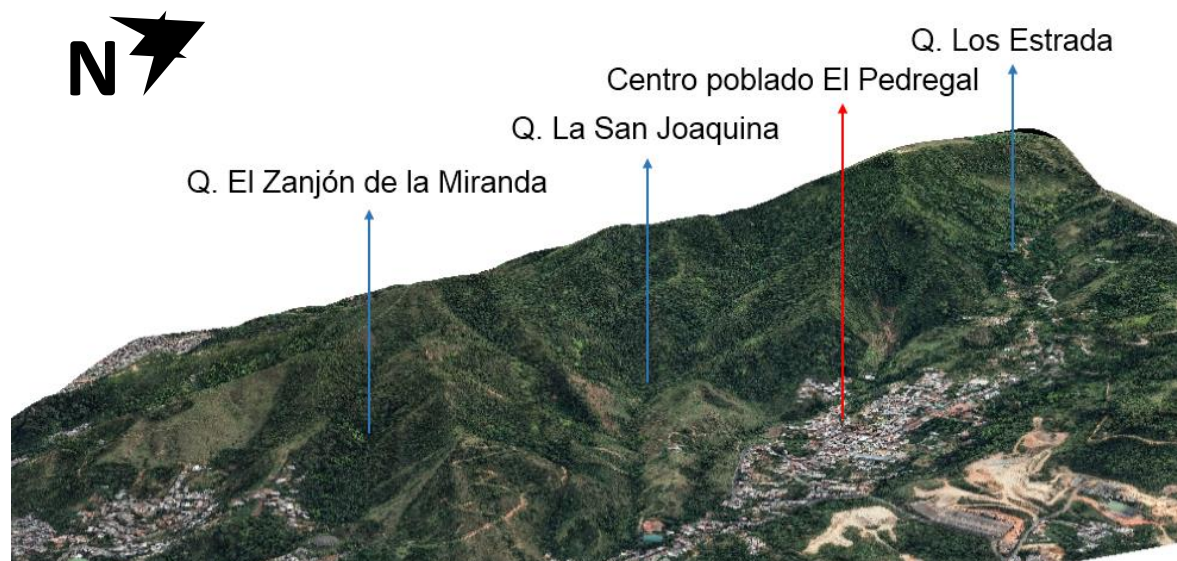 N
Q. Los Estrada
Centro poblado El Pedregal
Q. La San Joaquina
Q. El Zanjón de la Miranda